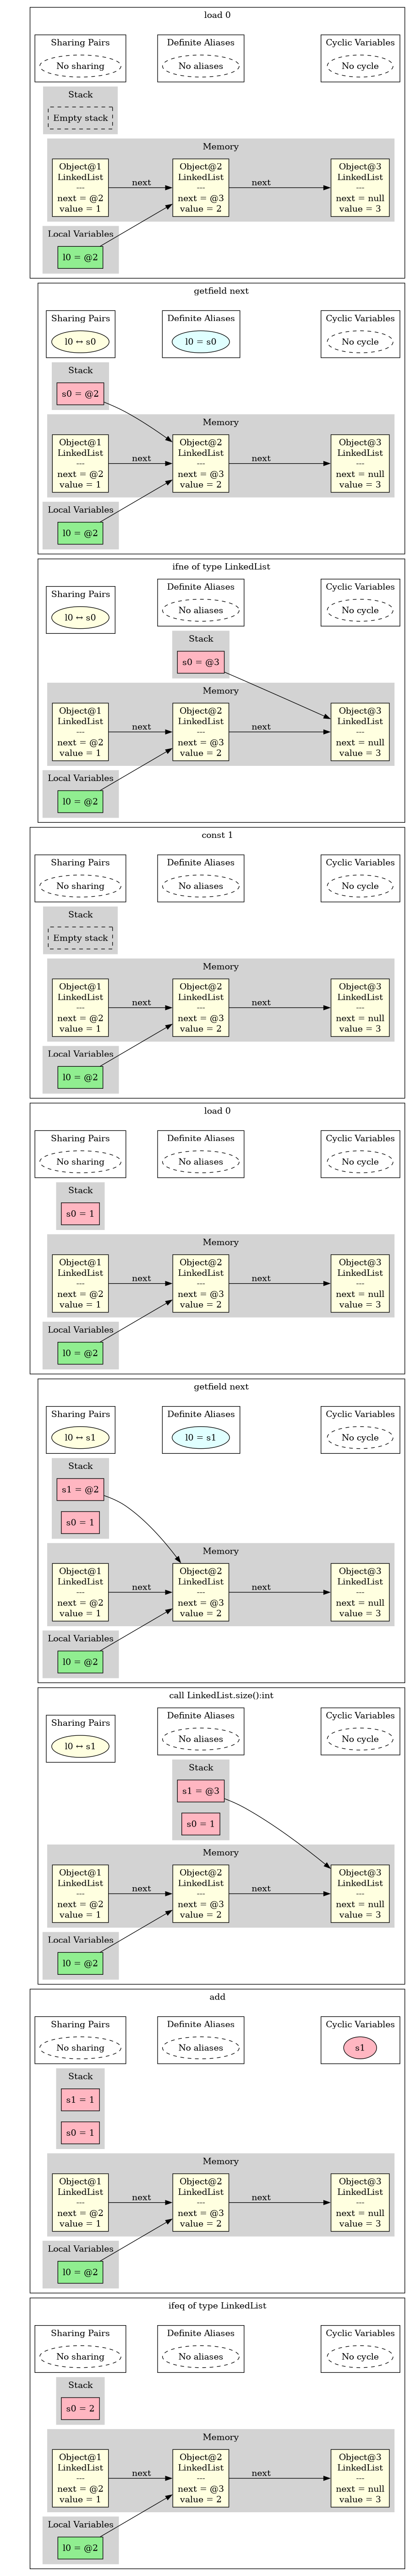 load 0
Sharing Pairs
No sharing
Definite Aliases
No aliases
Cyclic Variables
No cycle
Stack
Empty stack
Memory
Object@1
LinkedList
---
next = @2
value = 1
next
Object@2
LinkedList
---
next = @3
value = 2
next
Object@3
LinkedList
---
next = null
value = 3
Local Variables
l0 = @2
getfield next
Sharing Pairs
l0 ↔ s0
Definite Aliases
l0 = s0
Cyclic Variables
No cycle
Stack
s0 = @2
Memory
Object@1
LinkedList
---
next = @2
value = 1
next
Object@2
LinkedList
---
next = @3
value = 2
next
Object@3
LinkedList
---
next = null
value = 3
Local Variables
l0 = @2
ifne of type LinkedList
Sharing Pairs
l0 ↔ s0
Definite Aliases
No aliases
Cyclic Variables
No cycle
Stack
s0 = @3
Memory
Object@1
LinkedList
---
next = @2
value = 1
next
Object@2
LinkedList
---
next = @3
value = 2
next
Object@3
LinkedList
---
next = null
value = 3
Local Variables
l0 = @2
const 1
Sharing Pairs
No sharing
Definite Aliases
No aliases
Cyclic Variables
No cycle
Stack
Empty stack
Memory
Object@1
LinkedList
---
next = @2
value = 1
next
Object@2
LinkedList
---
next = @3
value = 2
next
Object@3
LinkedList
---
next = null
value = 3
Local Variables
l0 = @2
load 0
Sharing Pairs
No sharing
Definite Aliases
No aliases
Cyclic Variables
No cycle
Stack
s0 = 1
Memory
Object@1
LinkedList
---
next = @2
value = 1
next
Object@2
LinkedList
---
next = @3
value = 2
next
Object@3
LinkedList
---
next = null
value = 3
Local Variables
l0 = @2
getfield next
Sharing Pairs
l0 ↔ s1
Definite Aliases
l0 = s1
Cyclic Variables
No cycle
Stack
s1 = @2
s0 = 1
Memory
Object@1
LinkedList
---
next = @2
value = 1
next
Object@2
LinkedList
---
next = @3
value = 2
next
Object@3
LinkedList
---
next = null
value = 3
Local Variables
l0 = @2
call LinkedList.size():int
Sharing Pairs
l0 ↔ s1
Definite Aliases
No aliases
Cyclic Variables
No cycle
Stack
s1 = @3
s0 = 1
Memory
Object@1
LinkedList
---
next = @2
value = 1
next
Object@2
LinkedList
---
next = @3
value = 2
next
Object@3
LinkedList
---
next = null
value = 3
Local Variables
l0 = @2
add
Sharing Pairs
No sharing
Definite Aliases
No aliases
Cyclic Variables
s1
Stack
s1 = 1
s0 = 1
Memory
Object@1
LinkedList
---
next = @2
value = 1
next
Object@2
LinkedList
---
next = @3
value = 2
next
Object@3
LinkedList
---
next = null
value = 3
Local Variables
l0 = @2
ifeq of type LinkedList
Sharing Pairs
No sharing
Definite Aliases
No aliases
Cyclic Variables
No cycle
Stack
s0 = 2
Memory
Object@1
LinkedList
---
next = @2
value = 1
next
Object@2
LinkedList
---
next = @3
value = 2
next
Object@3
LinkedList
---
next = null
value = 3
Local Variables
l0 = @2